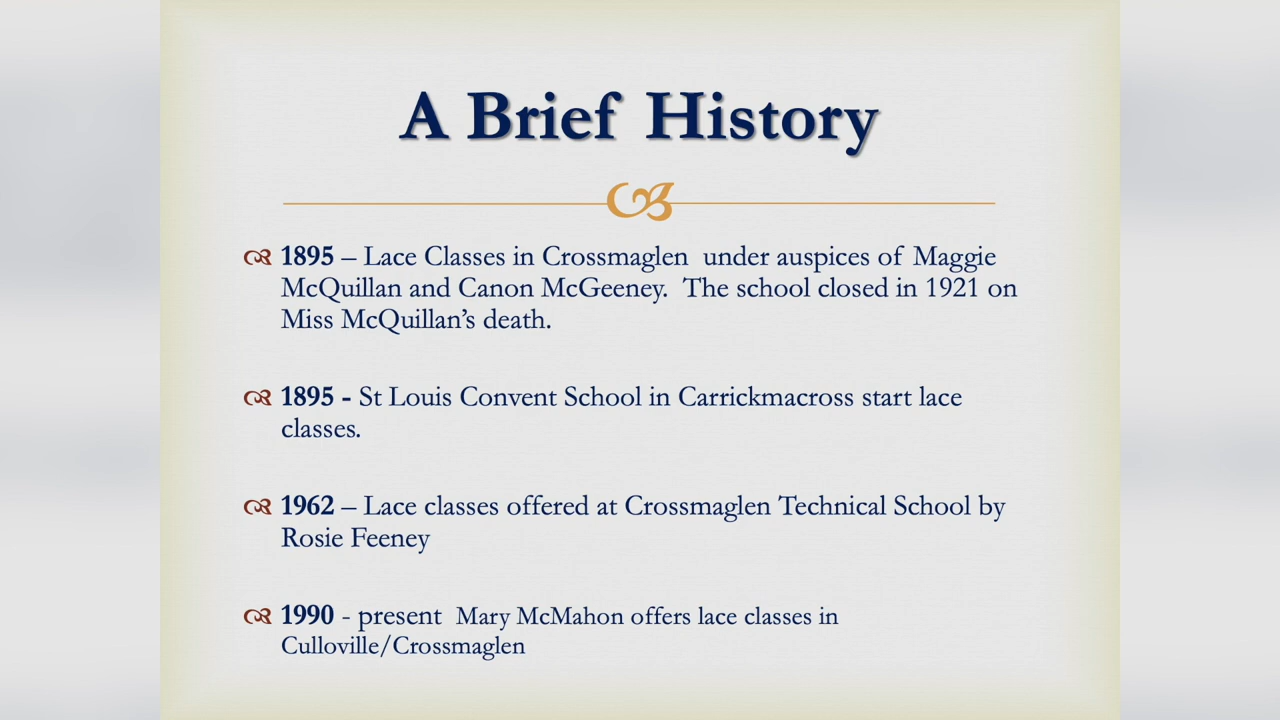 A Brief History
1895 – Lace Classes in Crossmaglen under auspices of Maggie
McQuillan and Canon McGeeney. The school closed in 1921 on
Miss McQuillan’s death.
1895 - St Louis Convent School in Carrickmacross start lace
classes.
1962 – Lace classes offered at Crossmaglen Technical School by
Rosie Feeney
1990 - present Mary McMahon offers lace classes in
Culloville/Crossmaglen